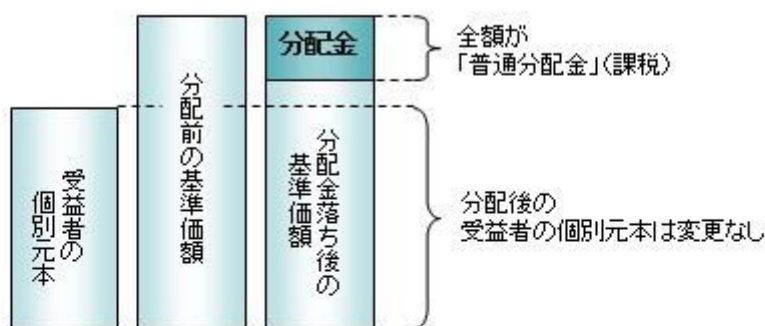 受益者の
個別元本
分配前の基準価額
分配金
分配金落ち後の
基準価額
全額が
「普通分配金」(課税)
分配後の
受益者の個別元本は変更なし